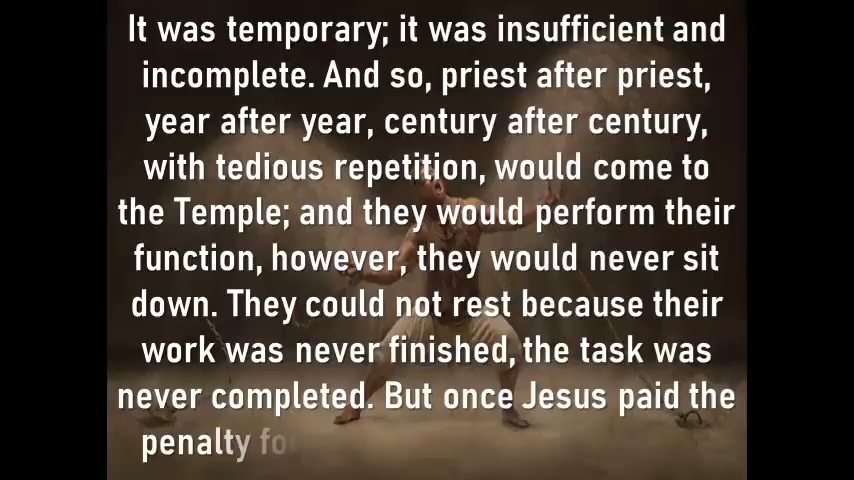 It was temporary; it was insufficient and
incomplete. And so, priest after priest,
year after year, century after century,
with tedious repetition, would come to
the Temple; and they would perform their
function, however, they would never sit
down. They could not rest because their
work was never finished, the task was
never completed. But once Jesus paid the
penalty for